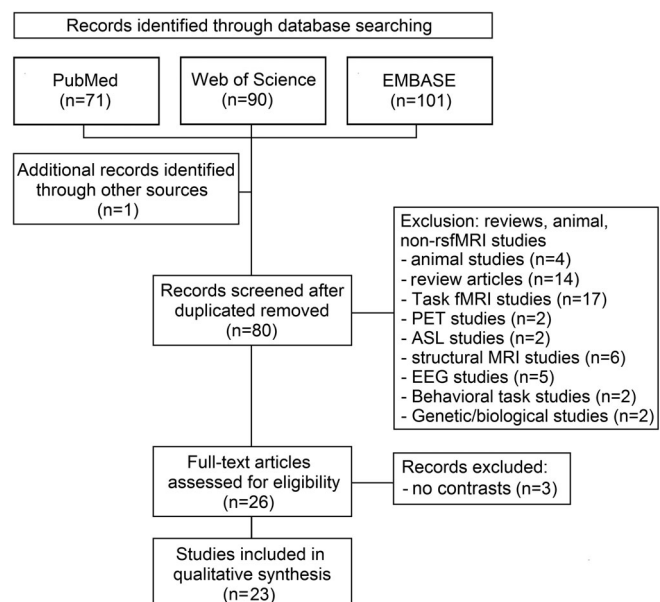 Records identified through database searching
PubMed
(n=71)
Web of Science
(n=90)
EMBASE
(n=101)
Additional records identified
through other sources
(n=1)
Exclusion: reviews, animal,
non-rsfMRI studies
- animal studies (n=4)
- review articles (n=14)
- Task fMRI studies (n=17)
- PET studies (n=2)
- ASL studies (n=2)
- structural MRI studies (n=6)
- EEG studies (n=5)
- Behavioral task studies (n=2)
- Genetic/biological studies (n=2)
Records screened after
duplicated removed
(n=80)
Full-text articles
assessed for eligibility
(n=26)
Records excluded:
- no contrasts (n=3)
Studies included in
qualitative synthesis
(n=23)